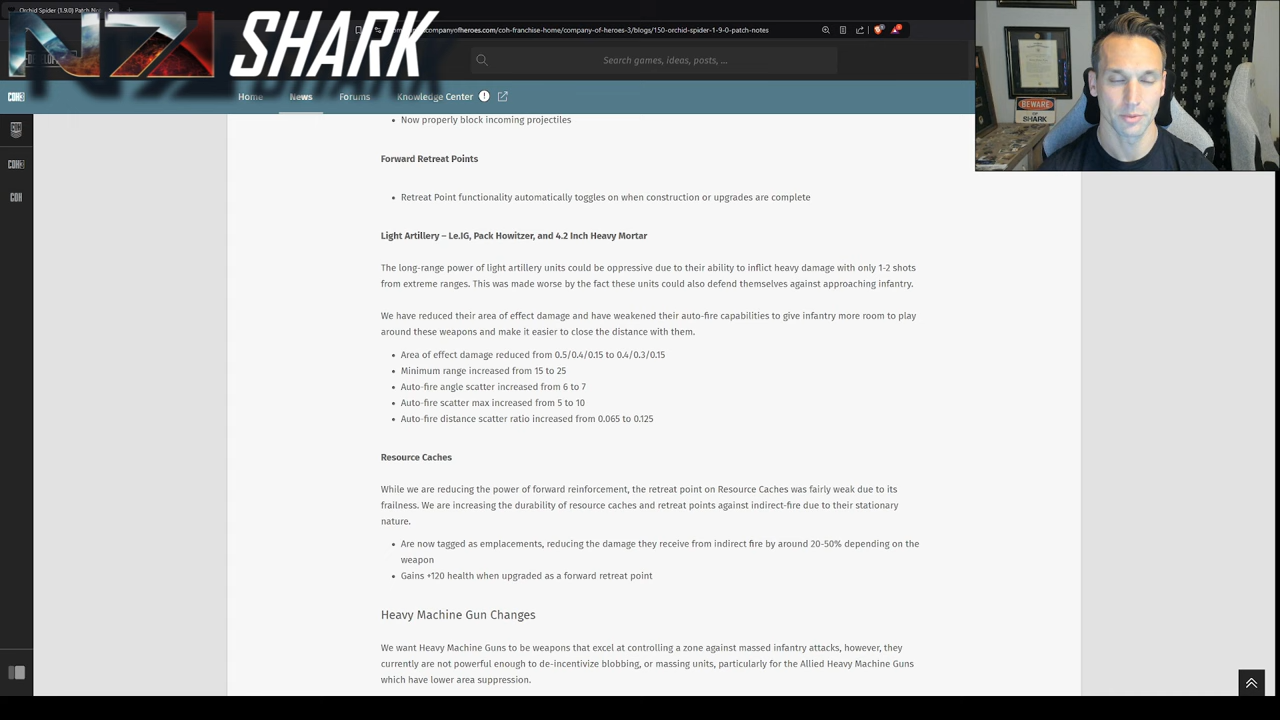 Orchid Spider (1.9.0) Patch No
N7 SHARK
companyofheroes.com/coh-franchise-home/company-of-heroes-3/blogs/150-orchid-spider-1-9-0-patch-notes
Search games, ideas, posts, ...
COH3 Home News Forums Knowledge Center
BEWARE
OF SHARK
• Now properly block incoming projectiles
Forward Retreat Points
• Retreat Point functionality automatically toggles on when construction or upgrades are complete
Light Artillery – Le.IG, Pack Howitzer, and 4.2 Inch Heavy Mortar
The long-range power of light artillery units could be oppressive due to their ability to inflict heavy damage with only 1-2 shots
from extreme ranges. This was made worse by the fact these units could also defend themselves against approaching infantry.
We have reduced their area of effect damage and have weakened their auto-fire capabilities to give infantry more room to play
around these weapons and make it easier to close the distance with them.
• Area of effect damage reduced from 0.5/0.4/0.15 to 0.4/0.3/0.15
• Minimum range increased from 15 to 25
• Auto-fire angle scatter increased from 6 to 7
• Auto-fire scatter max increased from 5 to 10
• Auto-fire distance scatter ratio increased from 0.065 to 0.125
Resource Caches
While we are reducing the power of forward reinforcement, the retreat point on Resource Caches was fairly weak due to its
frailness. We are increasing the durability of resource caches and retreat points against indirect-fire due to their stationary
nature.
• Are now tagged as emplacements, reducing the damage they receive from indirect fire by around 20-50% depending on the
weapon
• Gains +120 health when upgraded as a forward retreat point
Heavy Machine Gun Changes
We want Heavy Machine Guns to be weapons that excel at controlling a zone against massed infantry attacks, however, they
currently are not powerful enough to de-incentivize blobbing, or massing units, particularly for the Allied Heavy Machine Guns
which have lower area suppression.